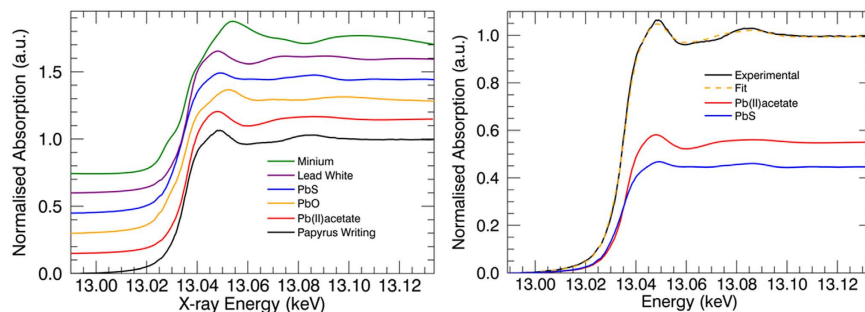 Normalised Absorption (a.u.)
1.5
1.0
0.5
0.0
Minium
Lead White
PbS
PbO
Pb(II)acetate
Papyrus Writing
13.00 13.02 13.04 13.06 13.08 13.10 13.12
X-ray Energy (keV)
Normalised Absorption (a.u.)
1.0
0.8
0.6
0.4
0.2
0.0
Experimental
Fit
Pb(II)acetate
PbS
13.00 13.02 13.04 13.06 13.08 13.10 13.12
Energy (keV)